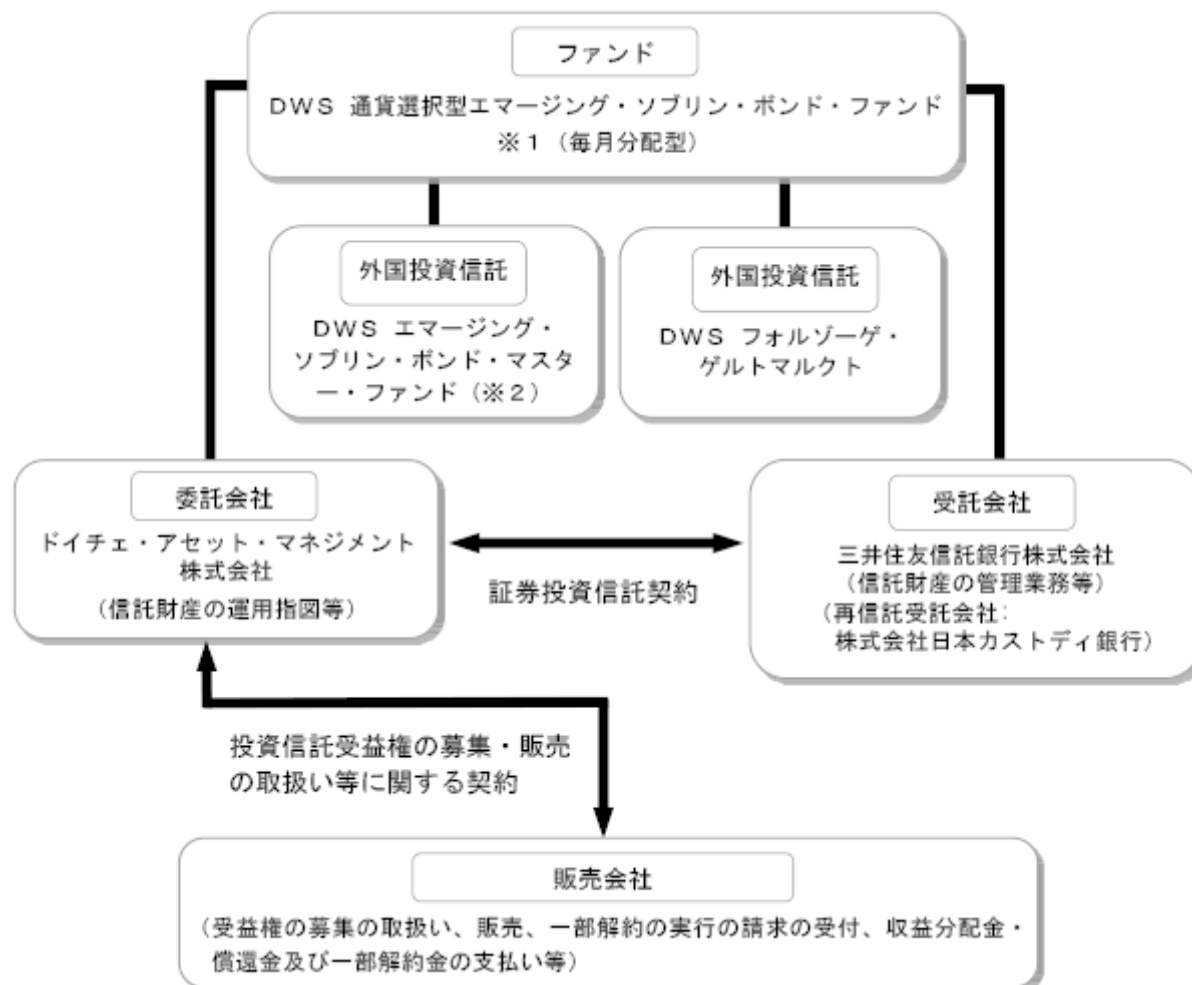 ファンド
DWS 通貨選択型エマージング・ソブリン・ボンド・ファンド
※1(毎月分配型)
外国投資信託
DWS エマージング・
ソブリン・ボンド・マスタ
ー・ファンド(※2)
外国投資信託
DWS フォルゾーゲ・
ゲルトマルクト
委託会社
ドイチェ・アセット・マネジメント
株式会社
(信託財産の運用指図等)
証券投資信託契約
受託会社
三井住友信託銀行株式会社
(信託財産の管理業務等)
(再信託受託会社:
株式会社日本カストディ銀行)
投資信託受益権の募集・販売
の取扱い等に関する契約
販売会社
(受益権の募集の取扱い、販売、一部解約の実行の請求の受付、収益分配金・
償還金及び一部解約金の支払い等)